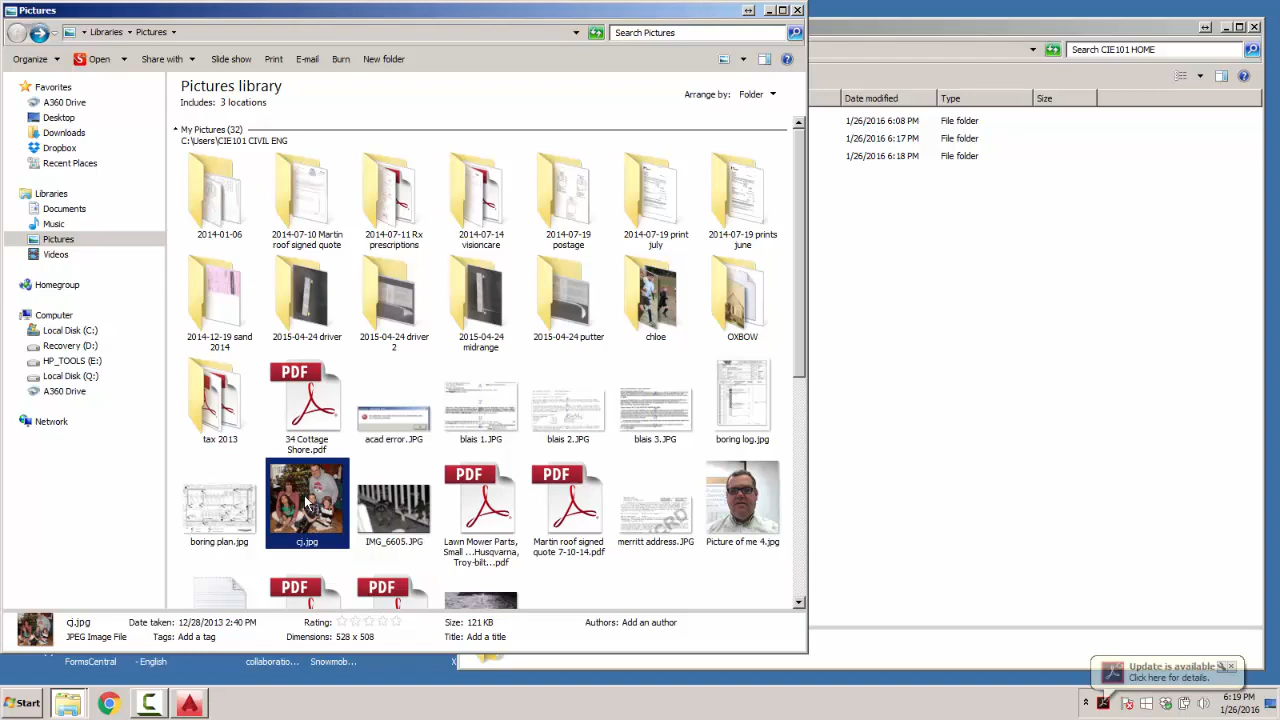 Pictures
Libraries ▸ Pictures ▸
Search Pictures
Organize
Open
Share with
Slide show
Print
E-mail
Burn
New folder
Favorites
A360 Drive
Desktop
Downloads
Dropbox
Recent Places
Libraries
Documents
Music
Pictures
Videos
Homegroup
Computer
Local Disk (C:)
Recovery (D:)
HP_TOOLS (E:)
Local Disk (Q:)
A360 Drive
Network
Pictures library
Includes: 3 locations
Arrange by: Folder
My Pictures (32)
C:\Users\CIE101 CIVIL ENG
2014-01-06
2014-07-10 Martin
roof signed quote
2014-07-11 Rx
prescriptions
2014-07-14
visioncare
2014-07-19
postage
2014-07-19 print
july
2014-07-19 prints
june
2014-12-19 sand
2014
2015-04-24 driver
2015-04-24 driver
2
2015-04-24
midrange
2015-04-24 putter
chloe
OXBOW
tax 2013
PDF
34 Cottage
Shore.pdf
acad error.JPG
blais 1.JPG
blais 2.JPG
blais 3.JPG
boring log.jpg
boring plan.jpg
cj.jpg
IMG_6605.JPG
PDF
Lawn Mower Parts,
Small ...Husqvarna,
Troy-bilt...pdf
PDF
Martin roof signed
quote 7-10-14.pdf
merritt address.JPG
Picture of me 4.jpg
PDF
PDF
cj.jpg
JPEG Image File
Date taken: 12/28/2013 2:40 PM
Tags: Add a tag
Rating:
Dimensions: 528 x 508
Size: 121 KB
Title: Add a title
Authors: Add an author
Search CIE101 HOME
Date modified
Type
Size
1/26/2016 6:08 PM
File folder
1/26/2016 6:17 PM
File folder
1/26/2016 6:18 PM
File folder
FormsCentral
- English
collaboratio...
Snowmob...
Update is available
Click here for details.
Start
6:19 PM
1/26/2016